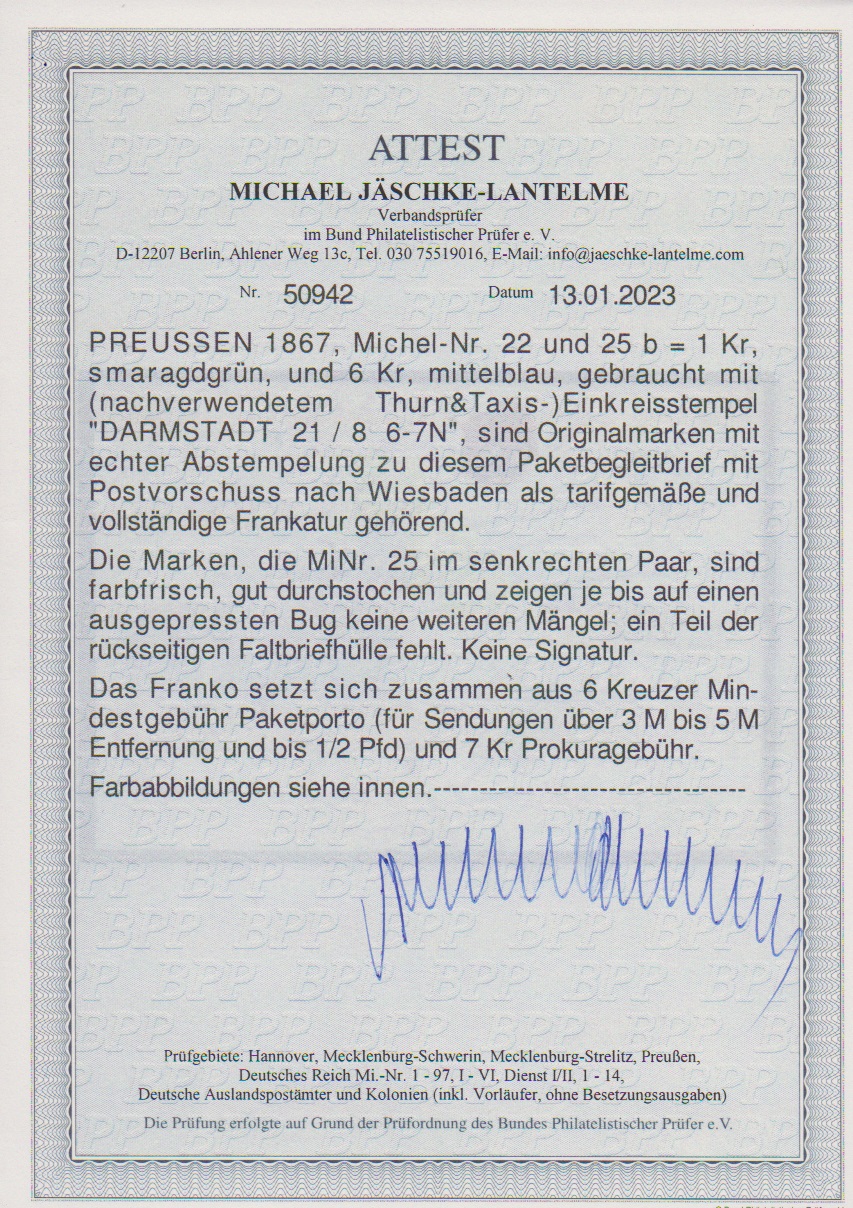 ATTEST
MICHAEL JÄSCHKE-LANTELME
Verbandsprüfer
im Bund Philatelistischer Prüfer e. V.
D-12207 Berlin, Ahlener Weg 13c, Tel. 030 75519016, E-Mail: info@jaeschke-lantelme.com
Nr. 50942 Datum 13.01.2023
PREUSSEN 1867, Michel-Nr. 22 und 25 b = 1 Kr,
smaragdgrün, und 6 Kr, mittelblau, gebraucht mit
(nachverwendetem Thurn&Taxis-)Einkreisstempel
"DARMSTADT 21 / 8 6-7N", sind Originalmarken mit
echter Abstempelung zu diesem Paketbegleitbrief mit
Postvorschuss nach Wiesbaden als tarifgemäße und
vollständige Frankatur gehörend.
Die Marken, die MiNr. 25 im senkrechten Paar, sind
farbfrisch, gut durchstochen und zeigen je bis auf einen
ausgepressten Bug keine weiteren Mängel; ein Teil der
rückseitigen Faltbriefhülle fehlt. Keine Signatur.
Das Franko setzt sich zusammen aus 6 Kreuzer Min-
destgebühr Paketporto (für Sendungen über 3 M bis 5 M
Entfernung und bis 1/2 Pfd) und 7 Kr Prokuragebühr.
Farbabbildungen siehe innen.-----------------------------------
Prüfgebiete: Hannover, Mecklenburg-Schwerin, Mecklenburg-Strelitz, Preußen,
Deutsches Reich Mi.-Nr. 1 - 97, I - VI, Dienst I/II, 1 - 14,
Deutsche Auslandspostämter und Kolonien (inkl. Vorläufer, ohne Besetzungsausgaben)
Die Prüfung erfolgte auf Grund der Prüfordnung des Bundes Philatelistischer Prüfer e.V.